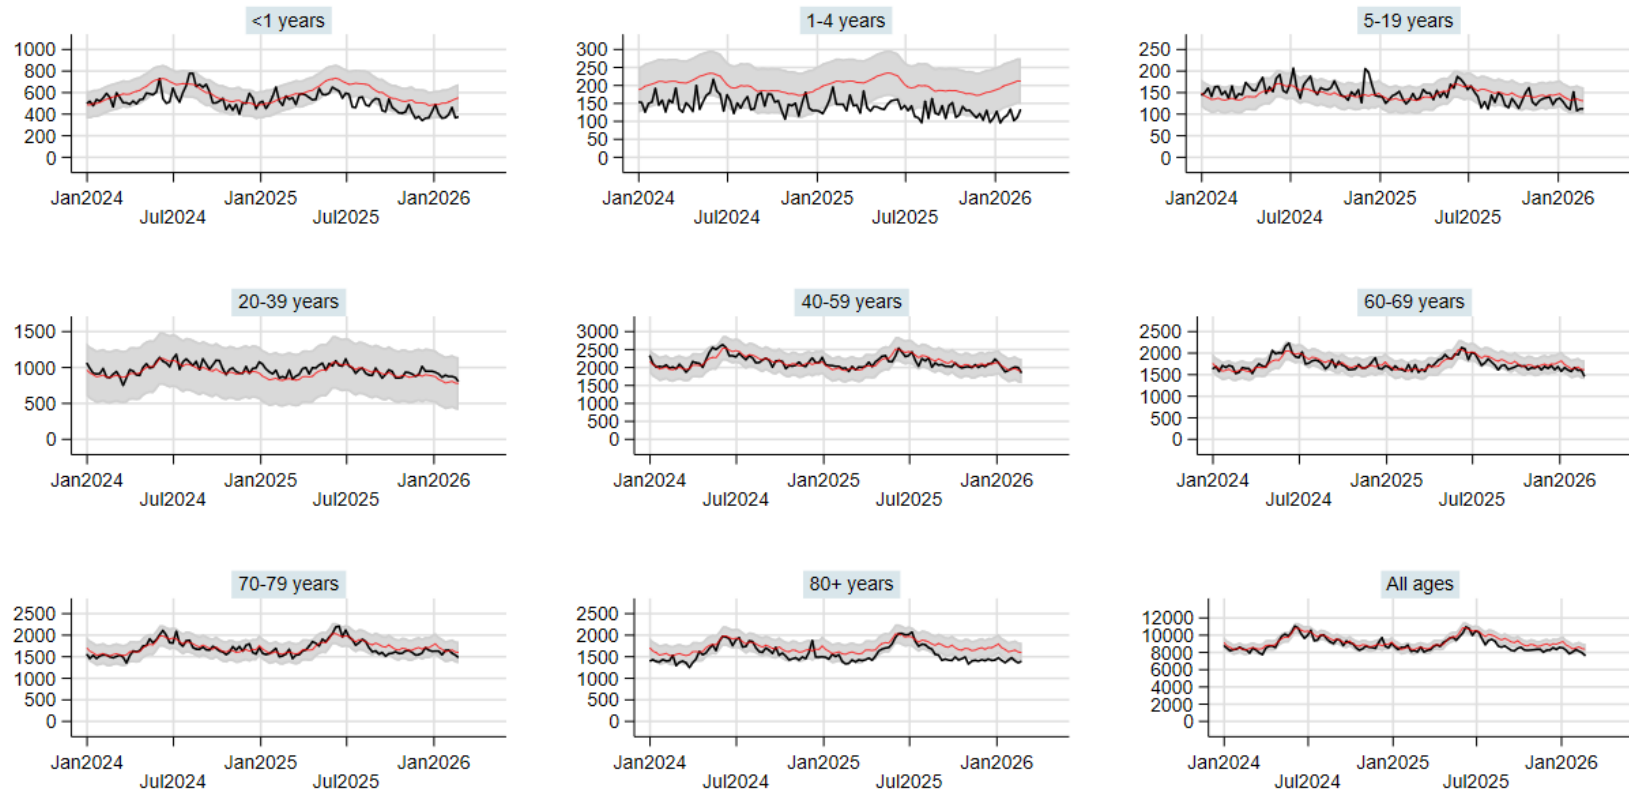 <1 years
1000
800
600
400
200
0
Jan2024 Jan2025 Jan2026
Jul2024 Jul2025
1-4 years
300
250
200
150
100
50
0
Jan2024 Jan2025 Jan2026
Jul2024 Jul2025
5-19 years
250
200
150
100
50
0
Jan2024 Jan2025 Jan2026
Jul2024 Jul2025
20-39 years
1500
1000
500
0
Jan2024 Jan2025 Jan2026
Jul2024 Jul2025
40-59 years
3000
2500
2000
1500
1000
500
0
Jan2024 Jan2025 Jan2026
Jul2024 Jul2025
60-69 years
2500
2000
1500
1000
500
0
Jan2024 Jan2025 Jan2026
Jul2024 Jul2025
70-79 years
2500
2000
1500
1000
500
0
Jan2024 Jan2025 Jan2026
Jul2024 Jul2025
80+ years
2500
2000
1500
1000
500
0
Jan2024 Jan2025 Jan2026
Jul2024 Jul2025
All ages
12000
10000
8000
6000
4000
2000
0
Jan2024 Jan2025 Jan2026
Jul2024 Jul2025